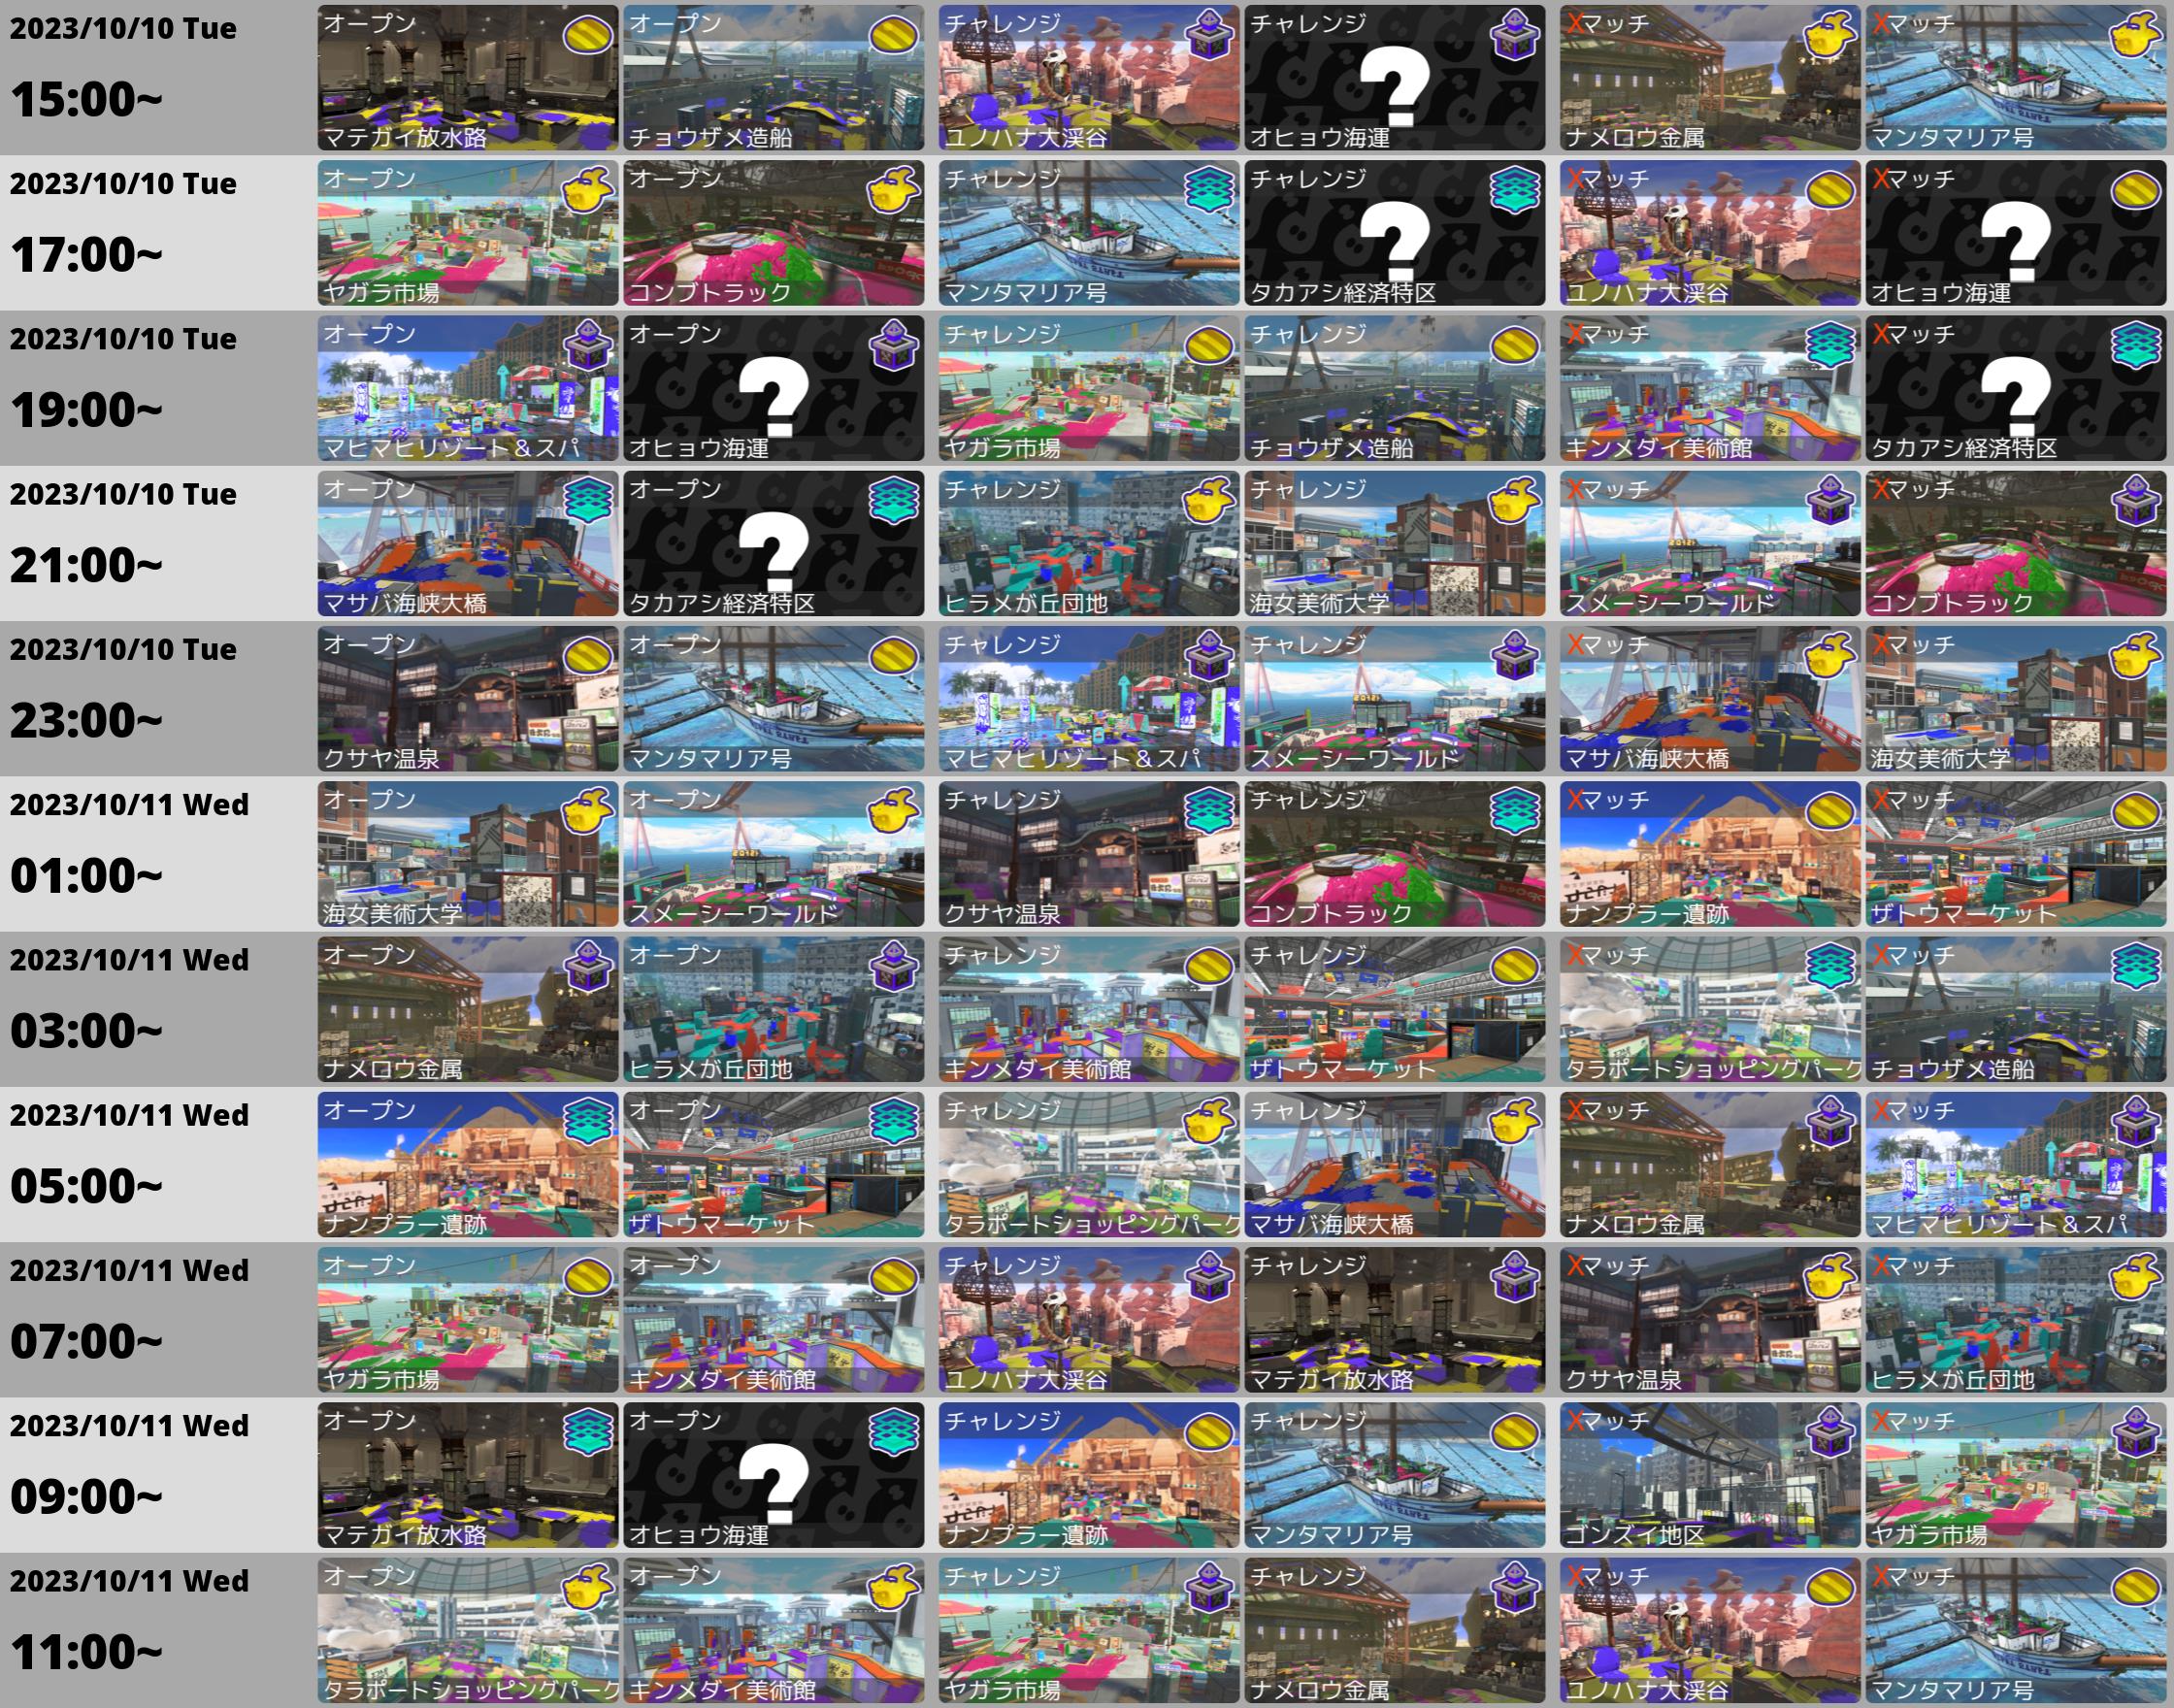 2023/10/10 Tue
15:00~
オープン
マテガイ放水路
オープン
チョウザメ造船
チャレンジ
ユノハナ大渓谷
チャレンジ
オヒョウ海運
Xマッチ
ナメロウ金属
Xマッチ
マンタマリア号
2023/10/10 Tue
17:00~
オープン
ヤガラ市場
オープン
コンブトラック
チャレンジ
マンタマリア号
チャレンジ
タカアシ経済特区
Xマッチ
ユノハナ大渓谷
Xマッチ
オヒョウ海運
2023/10/10 Tue
19:00~
オープン
マヒマヒリゾート&スパ
オープン
オヒョウ海運
チャレンジ
ヤガラ市場
チャレンジ
チョウザメ造船
Xマッチ
キンメダイ美術館
Xマッチ
タカアシ経済特区
2023/10/10 Tue
21:00~
オープン
マサバ海峡大橋
オープン
タカアシ経済特区
チャレンジ
ヒラメが丘団地
チャレンジ
海女美術大学
Xマッチ
スメーシーワールド
Xマッチ
コンブトラック
2023/10/10 Tue
23:00~
オープン
クサヤ温泉
オープン
マンタマリア号
チャレンジ
マヒマヒリゾート&スパ
チャレンジ
スメーシーワールド
Xマッチ
マサバ海峡大橋
Xマッチ
海女美術大学
2023/10/11 Wed
01:00~
オープン
海女美術大学
オープン
スメーシーワールド
チャレンジ
クサヤ温泉
チャレンジ
コンブトラック
Xマッチ
ナンプラー遺跡
Xマッチ
ザトウマーケット
2023/10/11 Wed
03:00~
オープン
ナメロウ金属
オープン
ヒラメが丘団地
チャレンジ
キンメダイ美術館
チャレンジ
ザトウマーケット
Xマッチ
タラポートショッピングパーク
Xマッチ
チョウザメ造船
2023/10/11 Wed
05:00~
オープン
ナンプラー遺跡
オープン
ザトウマーケット
チャレンジ
タラポートショッピングパーク
チャレンジ
マサバ海峡大橋
Xマッチ
ナメロウ金属
Xマッチ
マヒマヒリゾート&スパ
2023/10/11 Wed
07:00~
オープン
ヤガラ市場
オープン
キンメダイ美術館
チャレンジ
ユノハナ大渓谷
チャレンジ
マテガイ放水路
Xマッチ
クサヤ温泉
Xマッチ
ヒラメが丘団地
2023/10/11 Wed
09:00~
オープン
マテガイ放水路
オープン
オヒョウ海運
チャレンジ
ナンプラー遺跡
チャレンジ
マンタマリア号
Xマッチ
ゴンズイ地区
Xマッチ
ヤガラ市場
2023/10/11 Wed
11:00~
オープン
タラポートショッピングパーク
オープン
キンメダイ美術館
チャレンジ
ヤガラ市場
チャレンジ
ナメロウ金属
Xマッチ
ユノハナ大渓谷
Xマッチ
マンタマリア号